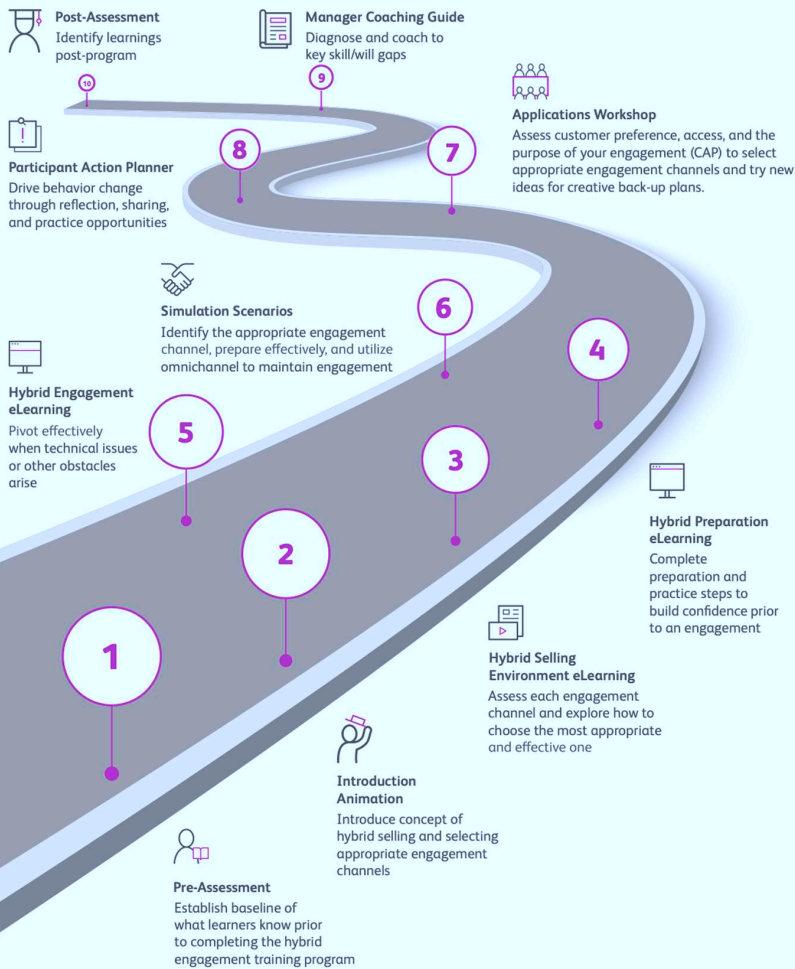 Post-Assessment
Identify learnings
post-program
Manager Coaching Guide
Diagnose and coach to
key skill/will gaps
10
9
Applications Workshop
Assess customer preference, access, and the
purpose of your engagement (CAP) to select
appropriate engagement channels and try new
ideas for creative back-up plans.
8
7
Participant Action Planner
Drive behavior change
through reflection, sharing,
and practice opportunities
Simulation Scenarios
Identify the appropriate engagement
channel, prepare effectively, and utilize
omnichannel to maintain engagement
6
4
Hybrid Engagement
eLearning
Pivot effectively
when technical issues
or other obstacles
arise
5
3
Hybrid Preparation
eLearning
Complete
preparation and
practice steps to
build confidence prior
to an engagement
2
1
Hybrid Selling
Environment eLearning
Assess each engagement
channel and explore how to
choose the most appropriate
and effective one
Introduction
Animation
Introduce concept of
hybrid selling and selecting
appropriate engagement
channels
Pre-Assessment
Establish baseline of
what learners know prior
to completing the hybrid
engagement training program